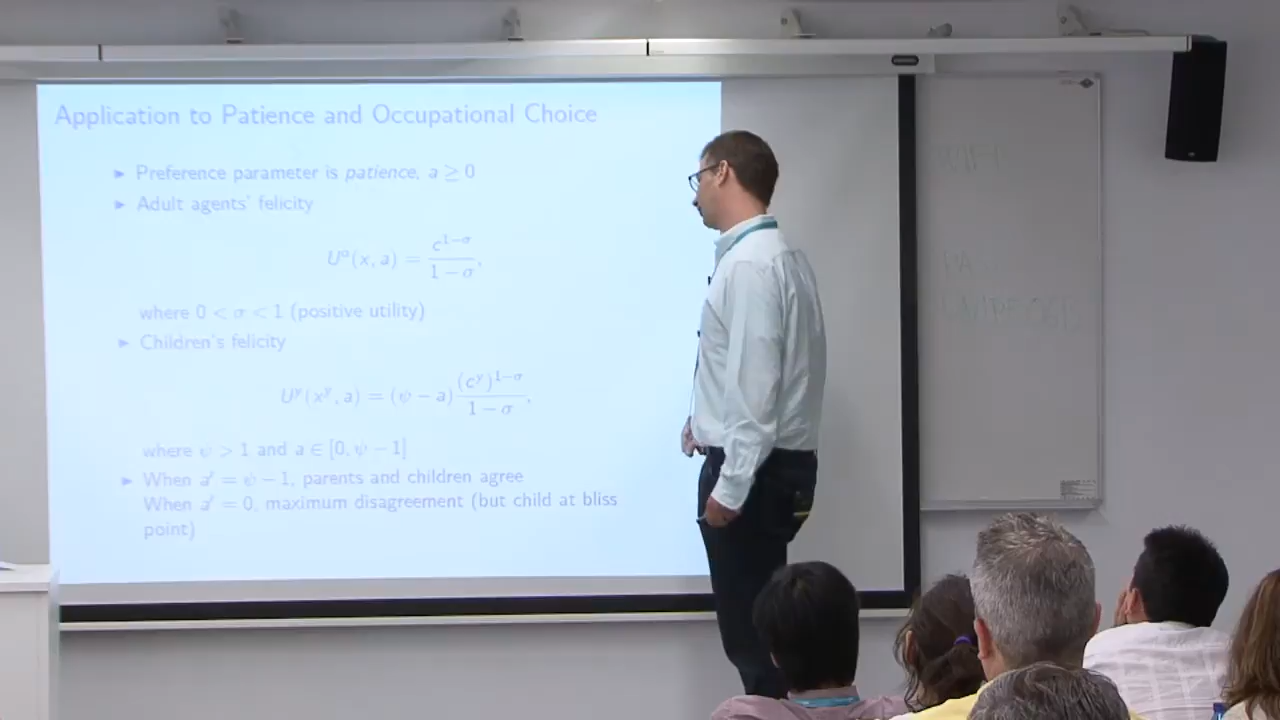 Application to Patience and Occupational Choice
▶ Preference parameter is patience, a ≥ 0
▶ Adult agents' felicity
Uᵒ(x, a) = c^{1−σ} / (1 − σ),
where 0 < σ < 1 (positive utility)
▶ Children's felicity
U^y(x^y, a) = (ψ − a) (c^y)^{1−σ} / (1 − σ),
where ψ > 1 and a ∈ [0, ψ − 1]
▶ When a′ = ψ − 1, parents and children agree
When a′ = 0, maximum disagreement (but child at bliss
point)